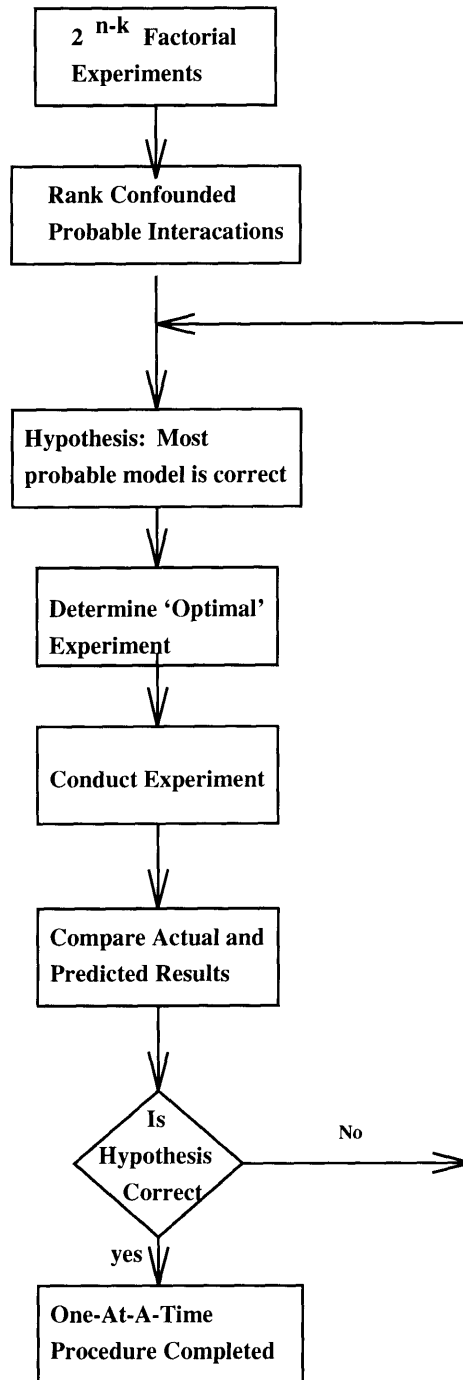 2 n-k Factorial
Experiments
Rank Confounded
Probable Interacations
Hypothesis: Most
probable model is correct
Determine ‘Optimal’
Experiment
Conduct Experiment
Compare Actual and
Predicted Results
Is
Hypothesis
Correct
No
yes
One-At-A-Time
Procedure Completed